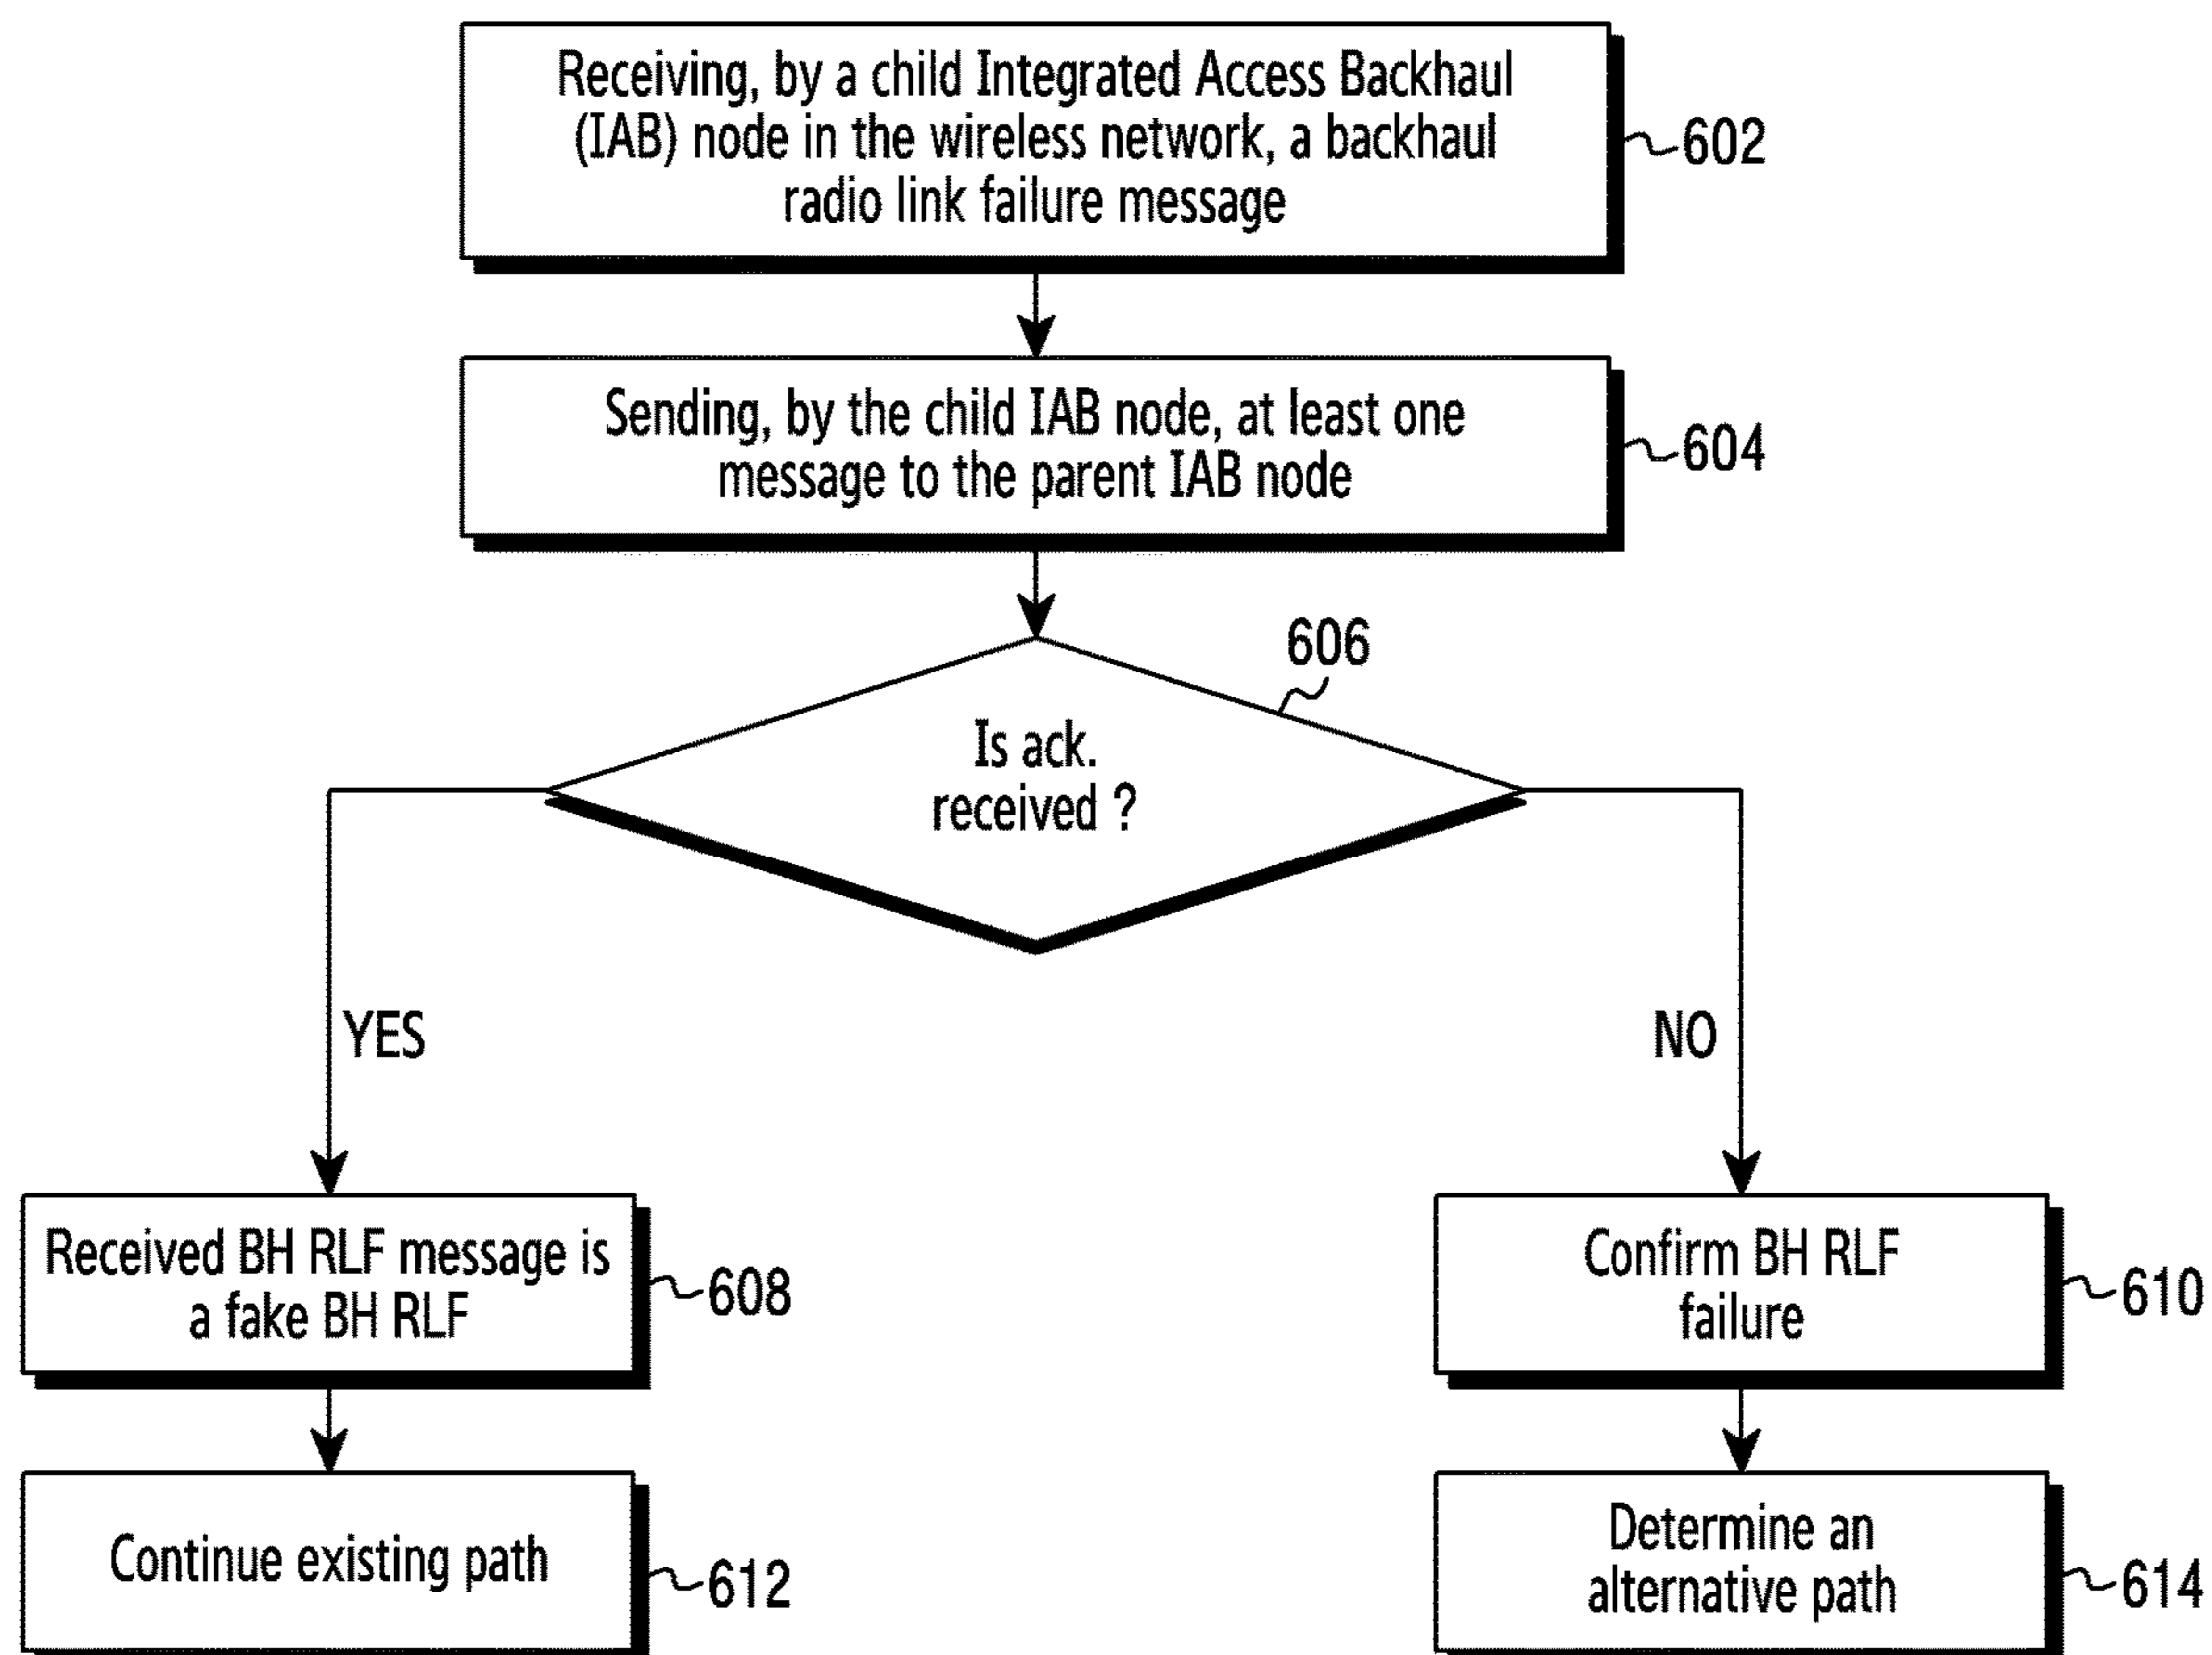 Receiving, by a child Integrated Access Backhaul
(IAB) node in the wireless network, a backhaul
radio link failure message
602
Sending, by the child IAB node, at least one
message to the parent IAB node
604
606
Is ack.
received ?
YES
NO
Received BH RLF message is
a fake BH RLF
608
Confirm BH RLF
failure
610
Continue existing path
612
Determine an
alternative path
614